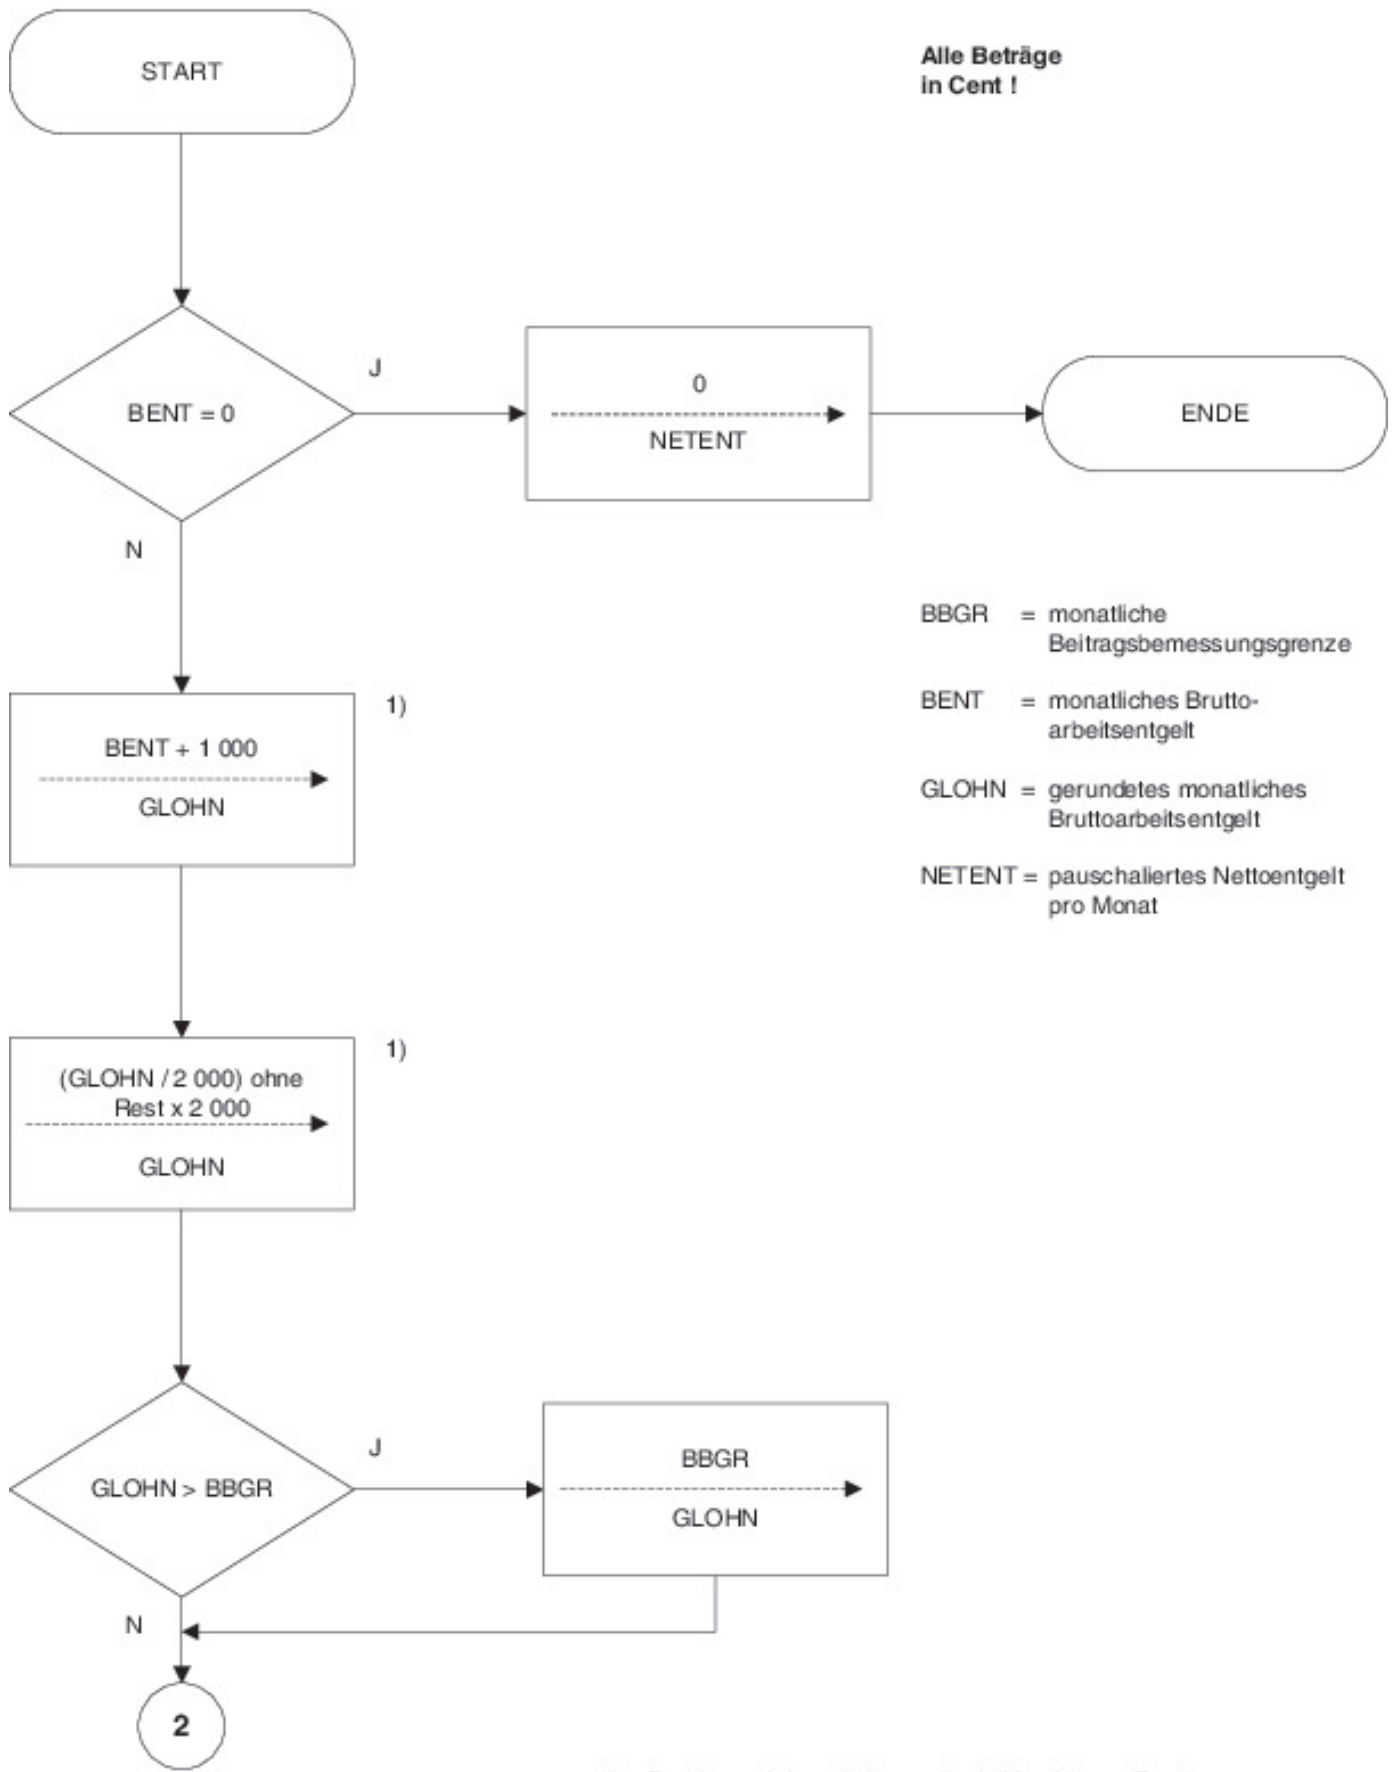 START
Alle Beträge
in Cent !
BENT = 0
J
0
NETENT
ENDE
N
BBGR = monatliche
Beitragsbemessungsgrenze
BENT = monatliches Brutto-
arbeitsentgelt
GLOHN = gerundetes monatliches
Bruttoarbeitsentgelt
NETENT = pauschaliertes Nettoentgelt
pro Monat
BENT + 1 000
GLOHN
1)
(GLOHN / 2 000) ohne
Rest x 2 000
GLOHN
1)
GLOHN > BBGR
J
BBGR
GLOHN
N
2